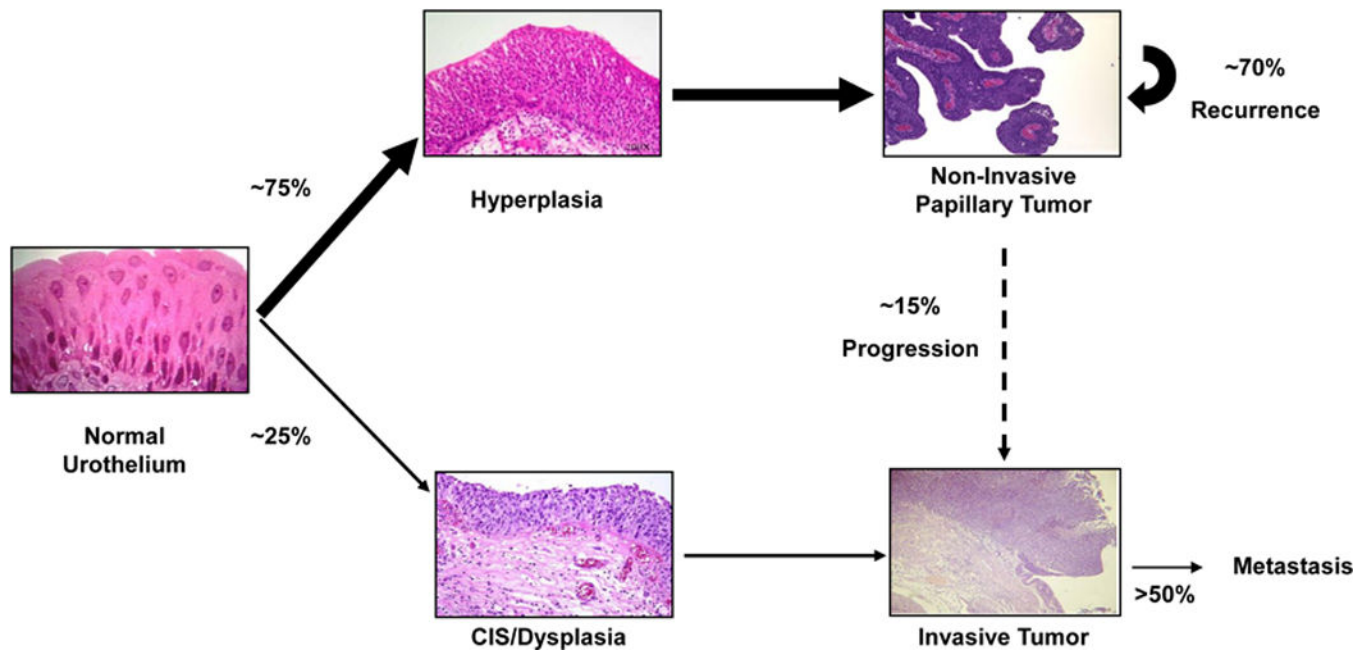 ~75%
Hyperplasia
Non-Invasive
Papillary Tumor
~70%
Recurrence
Normal
Urothelium
~25%
~15%
Progression
CIS/Dysplasia
Invasive Tumor
>50%
Metastasis